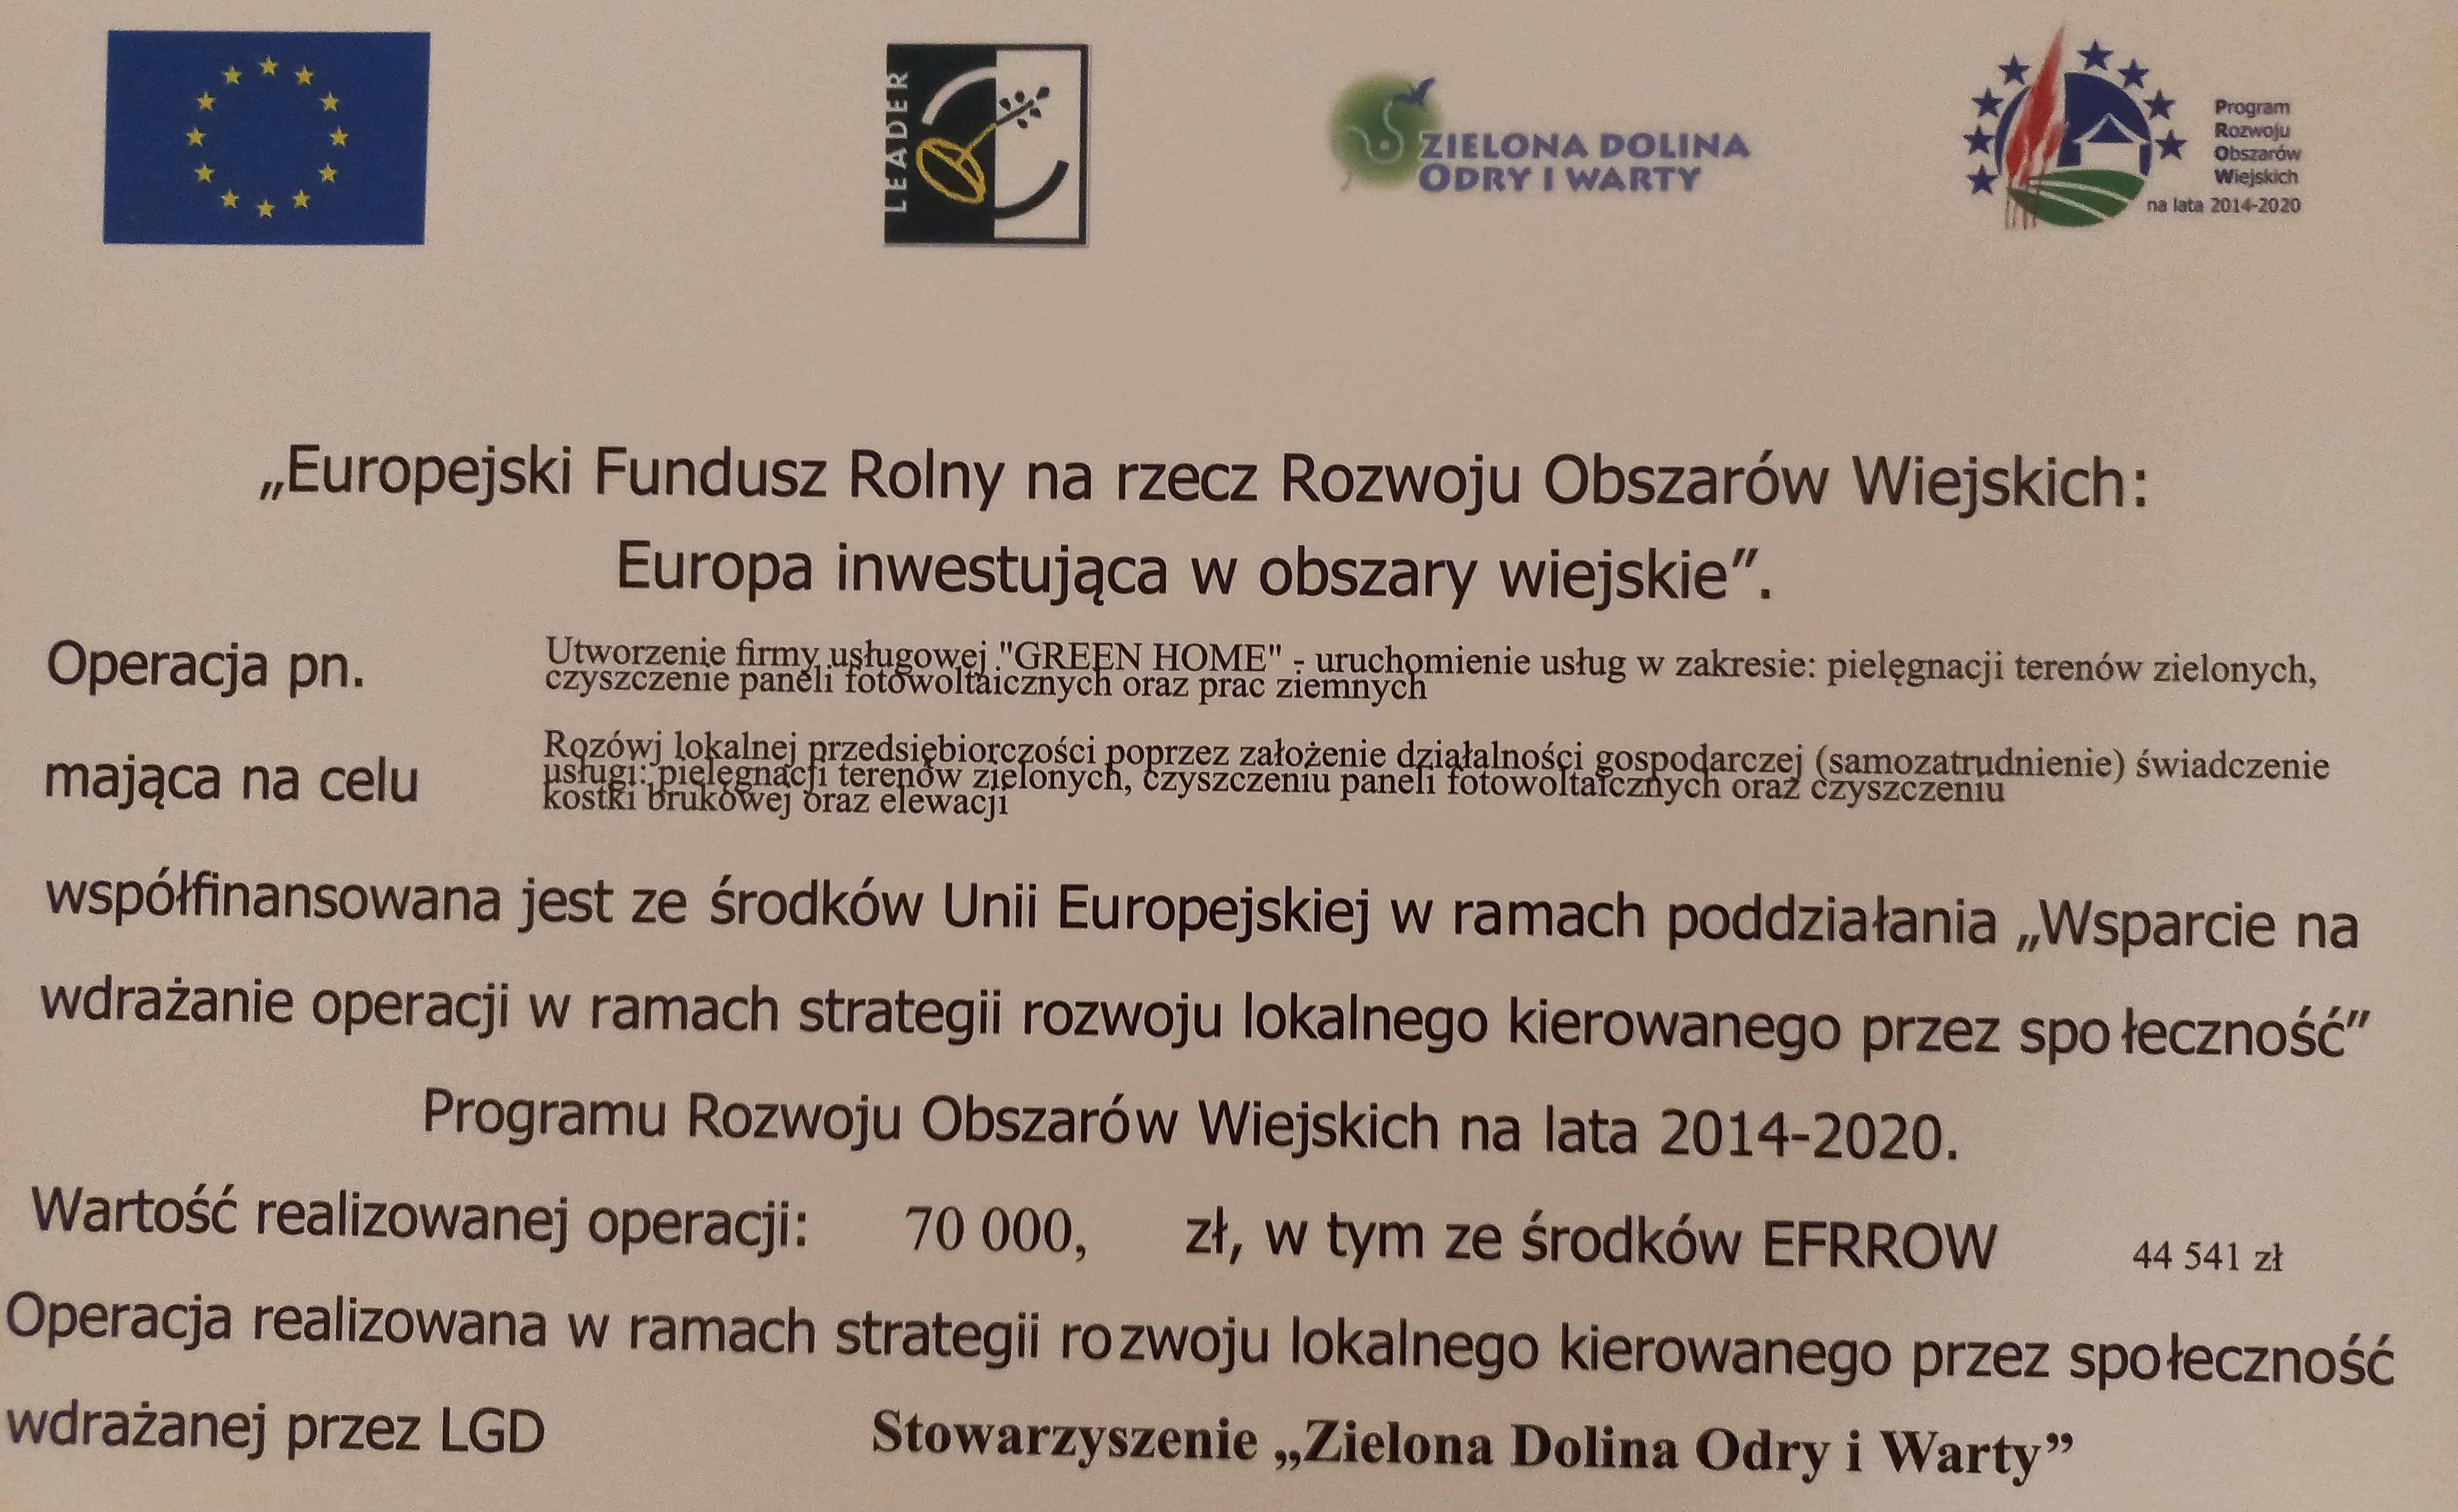 LEADER
ZIELONA DOLINA
ODRY I WARTY
Program
Rozwoju
Obszarów
Wiejskich
na lata 2014-2020
„Europejski Fundusz Rolny na rzecz Rozwoju Obszarów Wiejskich:
Europa inwestująca w obszary wiejskie”.
Operacja pn. Utworzenie firmy usługowej "GREEN HOME" - uruchomienie usług w zakresie: pielęgnacji terenów zielonych,
czyszczenie paneli fotowoltaicznych oraz prac ziemnych
mająca na celu Rozówj lokalnej przedsiębiorczości poprzez założenie działalności gospodarczej (samozatrudnienie) świadczenie
usługi: pielęgnacji terenów zielonych, czyszczeniu paneli fotowoltaicznych oraz czyszczeniu
kostki brukowej oraz elewacji
współfinansowana jest ze środków Unii Europejskiej w ramach poddziałania „Wsparcie na
wdrażanie operacji w ramach strategii rozwoju lokalnego kierowanego przez społeczność”
Programu Rozwoju Obszarów Wiejskich na lata 2014-2020.
Wartość realizowanej operacji: 70 000, zł, w tym ze środków EFRROW 44 541 zł
Operacja realizowana w ramach strategii rozwoju lokalnego kierowanego przez społeczność
wdrażanej przez LGD Stowarzyszenie „Zielona Dolina Odry i Warty”